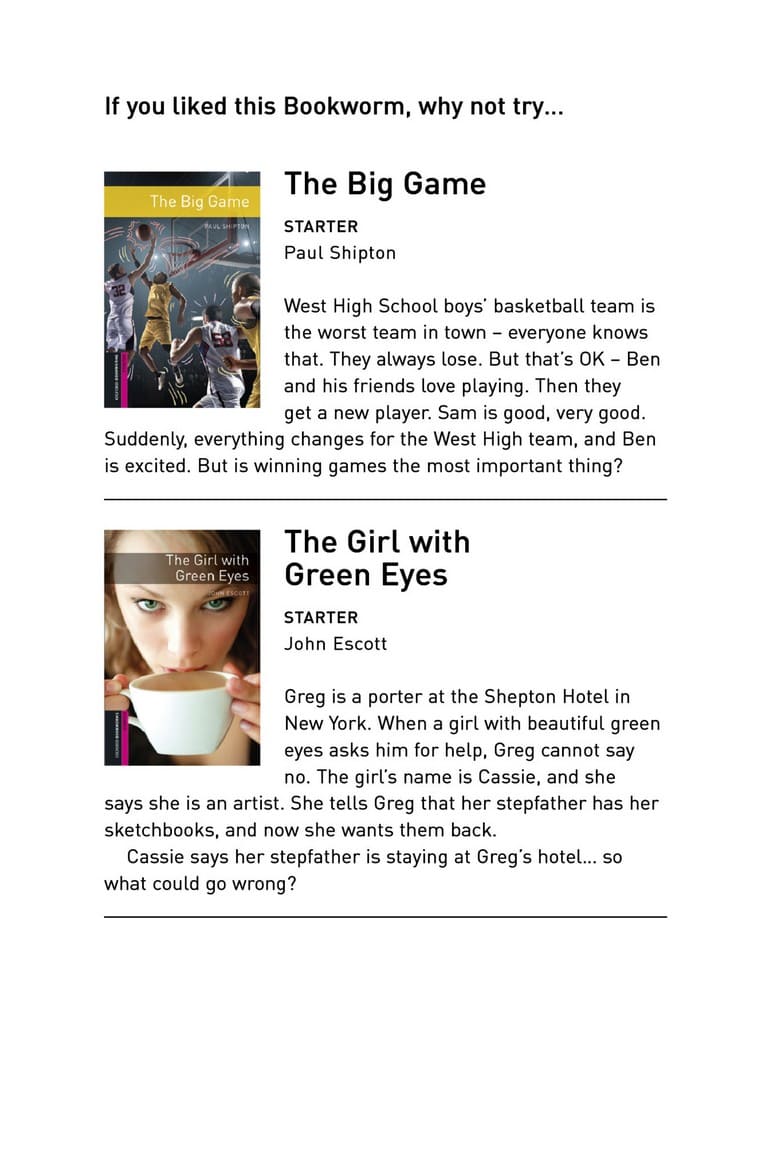 If you liked this Bookworm, why not try...
The Big Game
PAUL SHIPTON
32
58
The Big Game
STARTER
Paul Shipton
West High School boys’ basketball team is
the worst team in town – everyone knows
that. They always lose. But that’s OK – Ben
and his friends love playing. Then they
get a new player. Sam is good, very good.
Suddenly, everything changes for the West High team, and Ben
is excited. But is winning games the most important thing?
The Girl with
Green Eyes
JOHN ESCOTT
The Girl with
Green Eyes
STARTER
John Escott
Greg is a porter at the Shepton Hotel in
New York. When a girl with beautiful green
eyes asks him for help, Greg cannot say
no. The girl’s name is Cassie, and she
says she is an artist. She tells Greg that her stepfather has her
sketchbooks, and now she wants them back.
Cassie says her stepfather is staying at Greg’s hotel... so
what could go wrong?